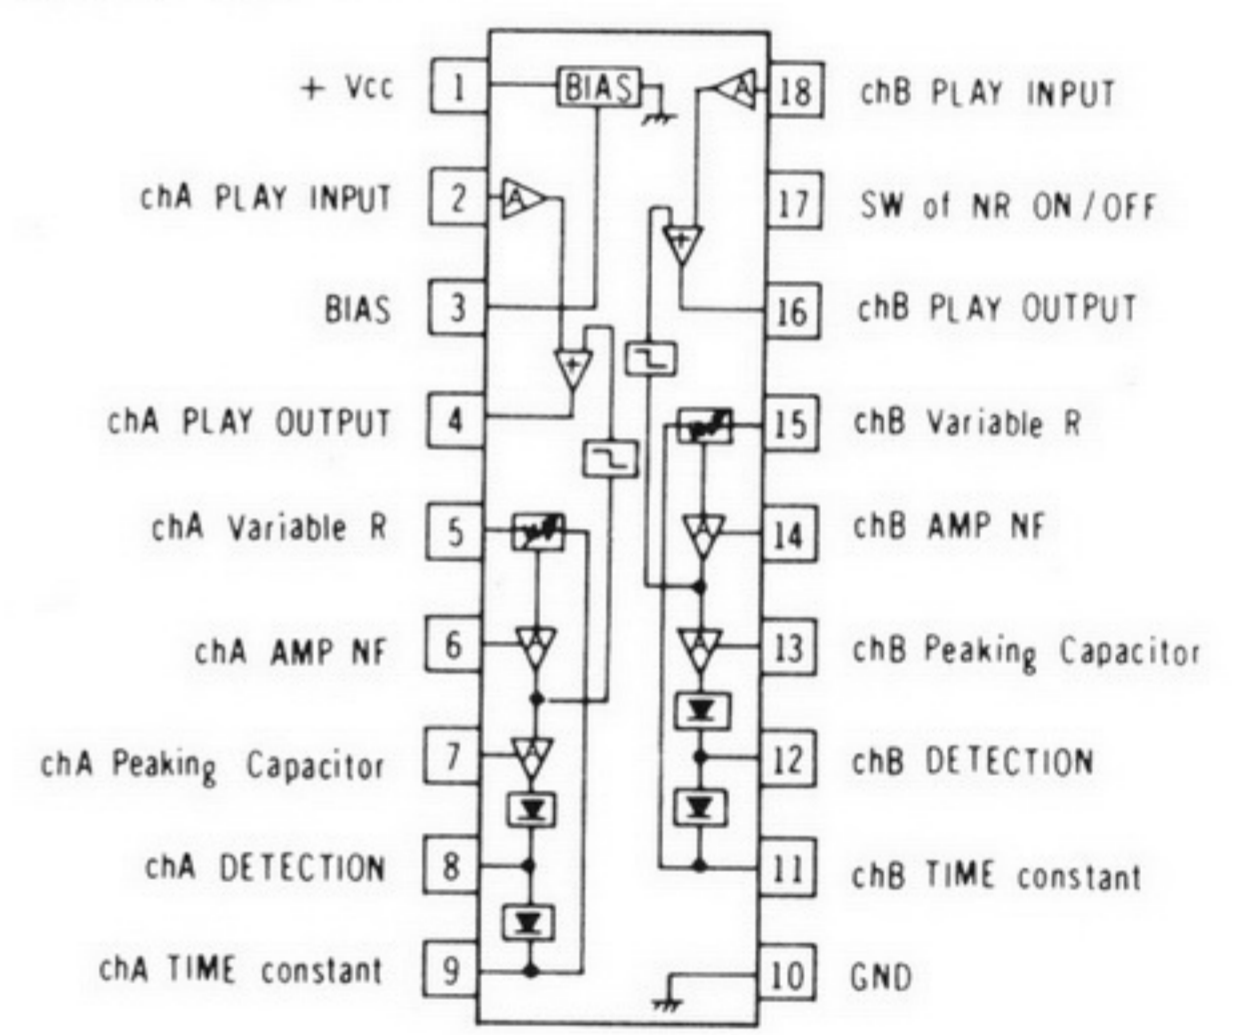 + Vcc 1 BIAS 18 chB PLAY INPUT
A
chA PLAY INPUT 2 A 17 SW of NR ON/OFF
+
BIAS 3 16 chB PLAY OUTPUT
+
chA PLAY OUTPUT 4 15 chB Variable R
chA Variable R 5 14 chB AMP NF
A
chA AMP NF 6 A 13 chB Peaking Capacitor
A
chA Peaking Capacitor 7 A 12 chB DETECTION
chA DETECTION 8 11 chB TIME constant
chA TIME constant 9 10 GND